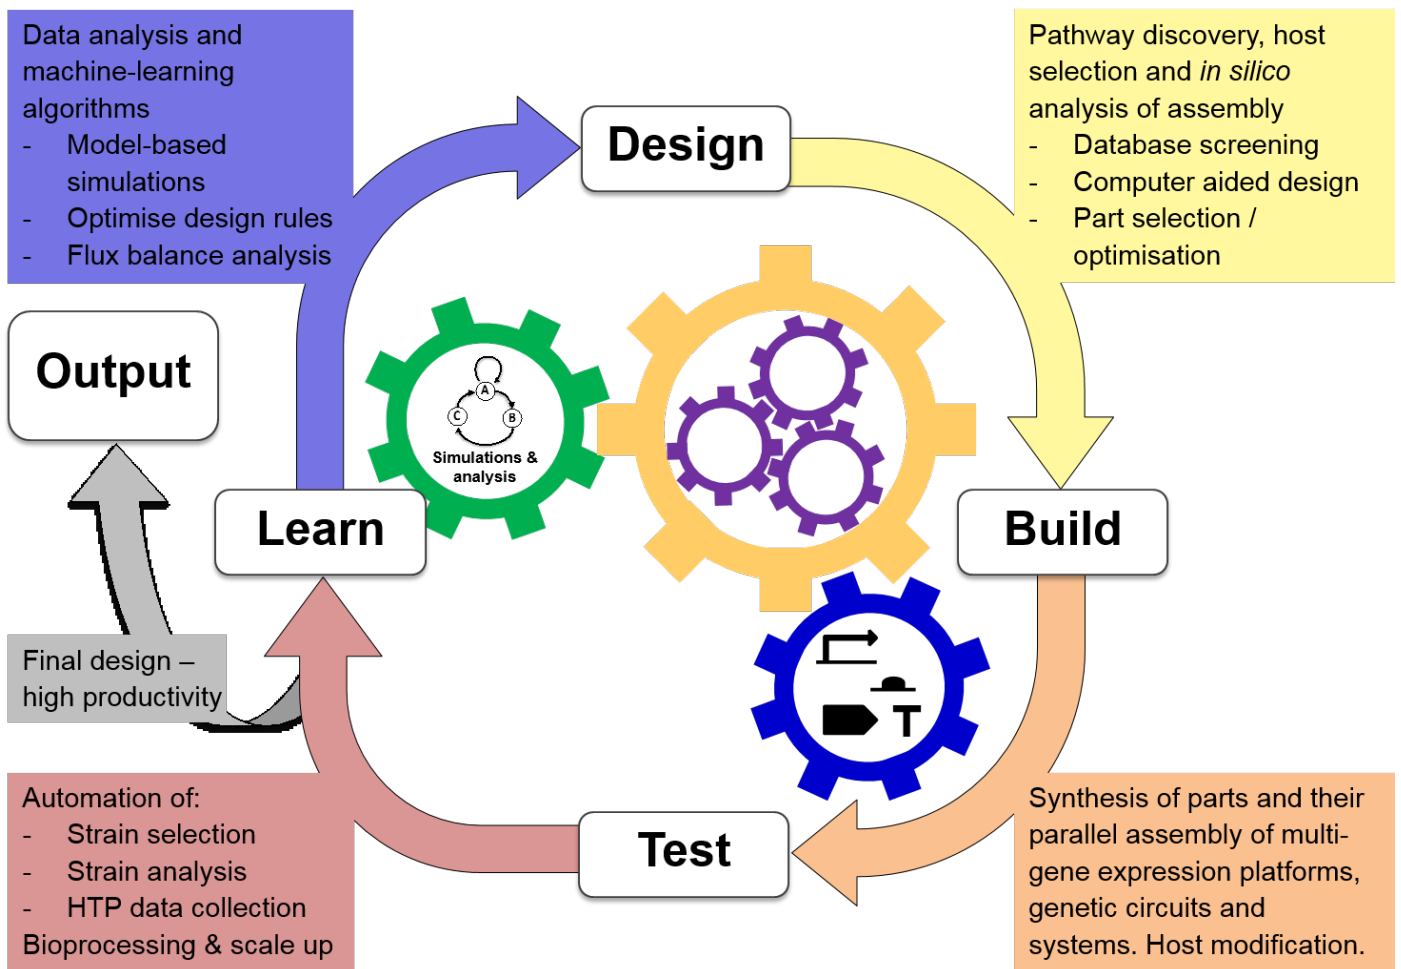 Data analysis and
machine-learning
algorithms
- Model-based
simulations
- Optimise design rules
- Flux balance analysis
Design
Pathway discovery, host
selection and in silico
analysis of assembly
- Database screening
- Computer aided design
- Part selection /
optimisation
Output
A
C
B
Simulations &
analysis
Learn
Build
Final design –
high productivity
T
Automation of:
- Strain selection
- Strain analysis
- HTP data collection
Bioprocessing & scale up
Test
Synthesis of parts and their
parallel assembly of multi-
gene expression platforms,
genetic circuits and
systems. Host modification.